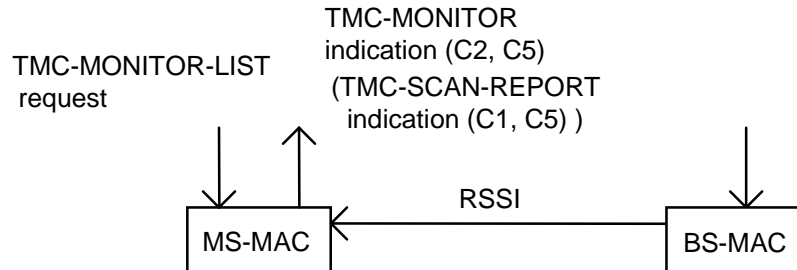 TMC-MONITOR
indication (C2, C5)
TMC-MONITOR-LIST
request
(TMC-SCAN-REPORT
indication (C1, C5) )
RSSI
MS-MAC
BS-MAC